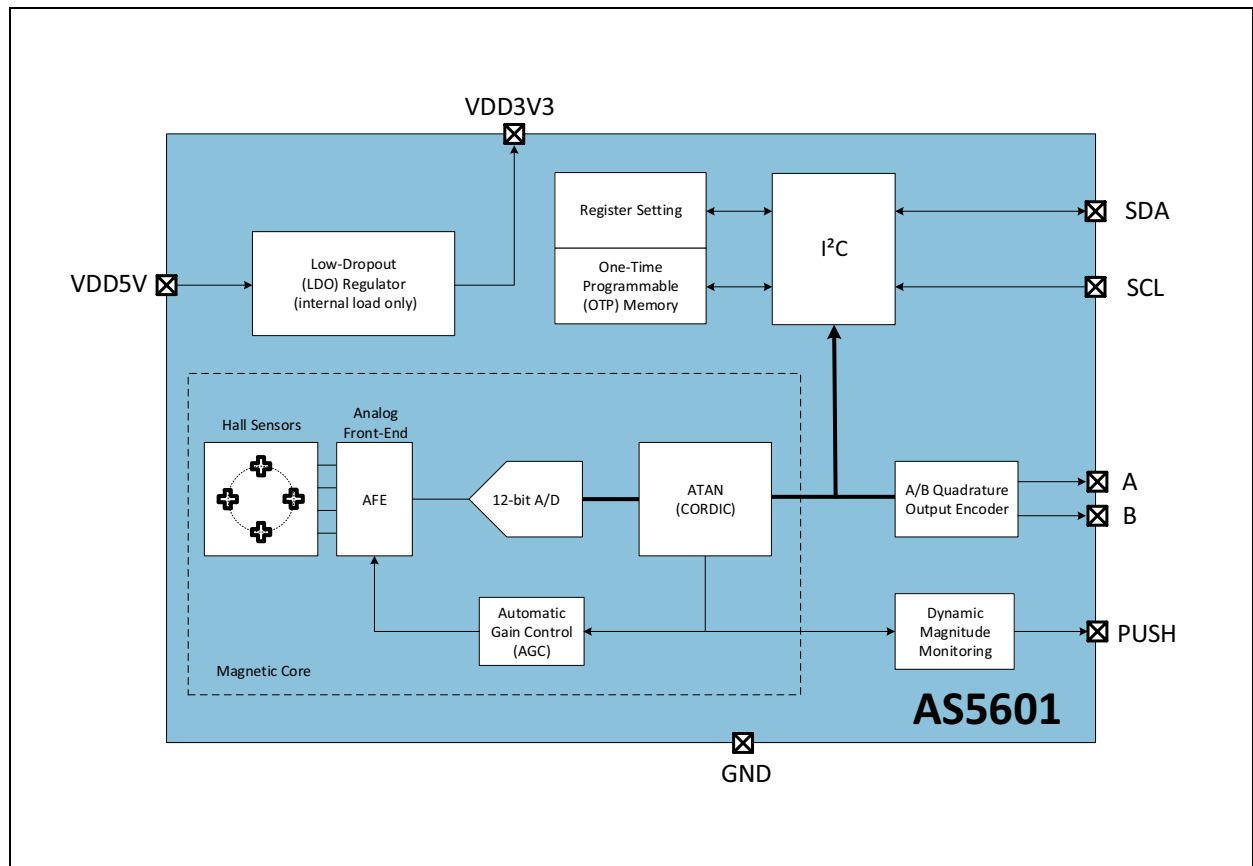 VDD3V3
Register Setting
I²C
SDA
Low-Dropout
(LDO) Regulator
(internal load only)
VDD5V
One-Time
Programmable
(OTP) Memory
SCL
Hall Sensors
Analog
Front-End
AFE
12-bit A/D
ATAN
(CORDIC)
A/B Quadrature
Output Encoder
A
B
Automatic
Gain Control
(AGC)
Dynamic
Magnitude
Monitoring
PUSH
Magnetic Core
AS5601
GND